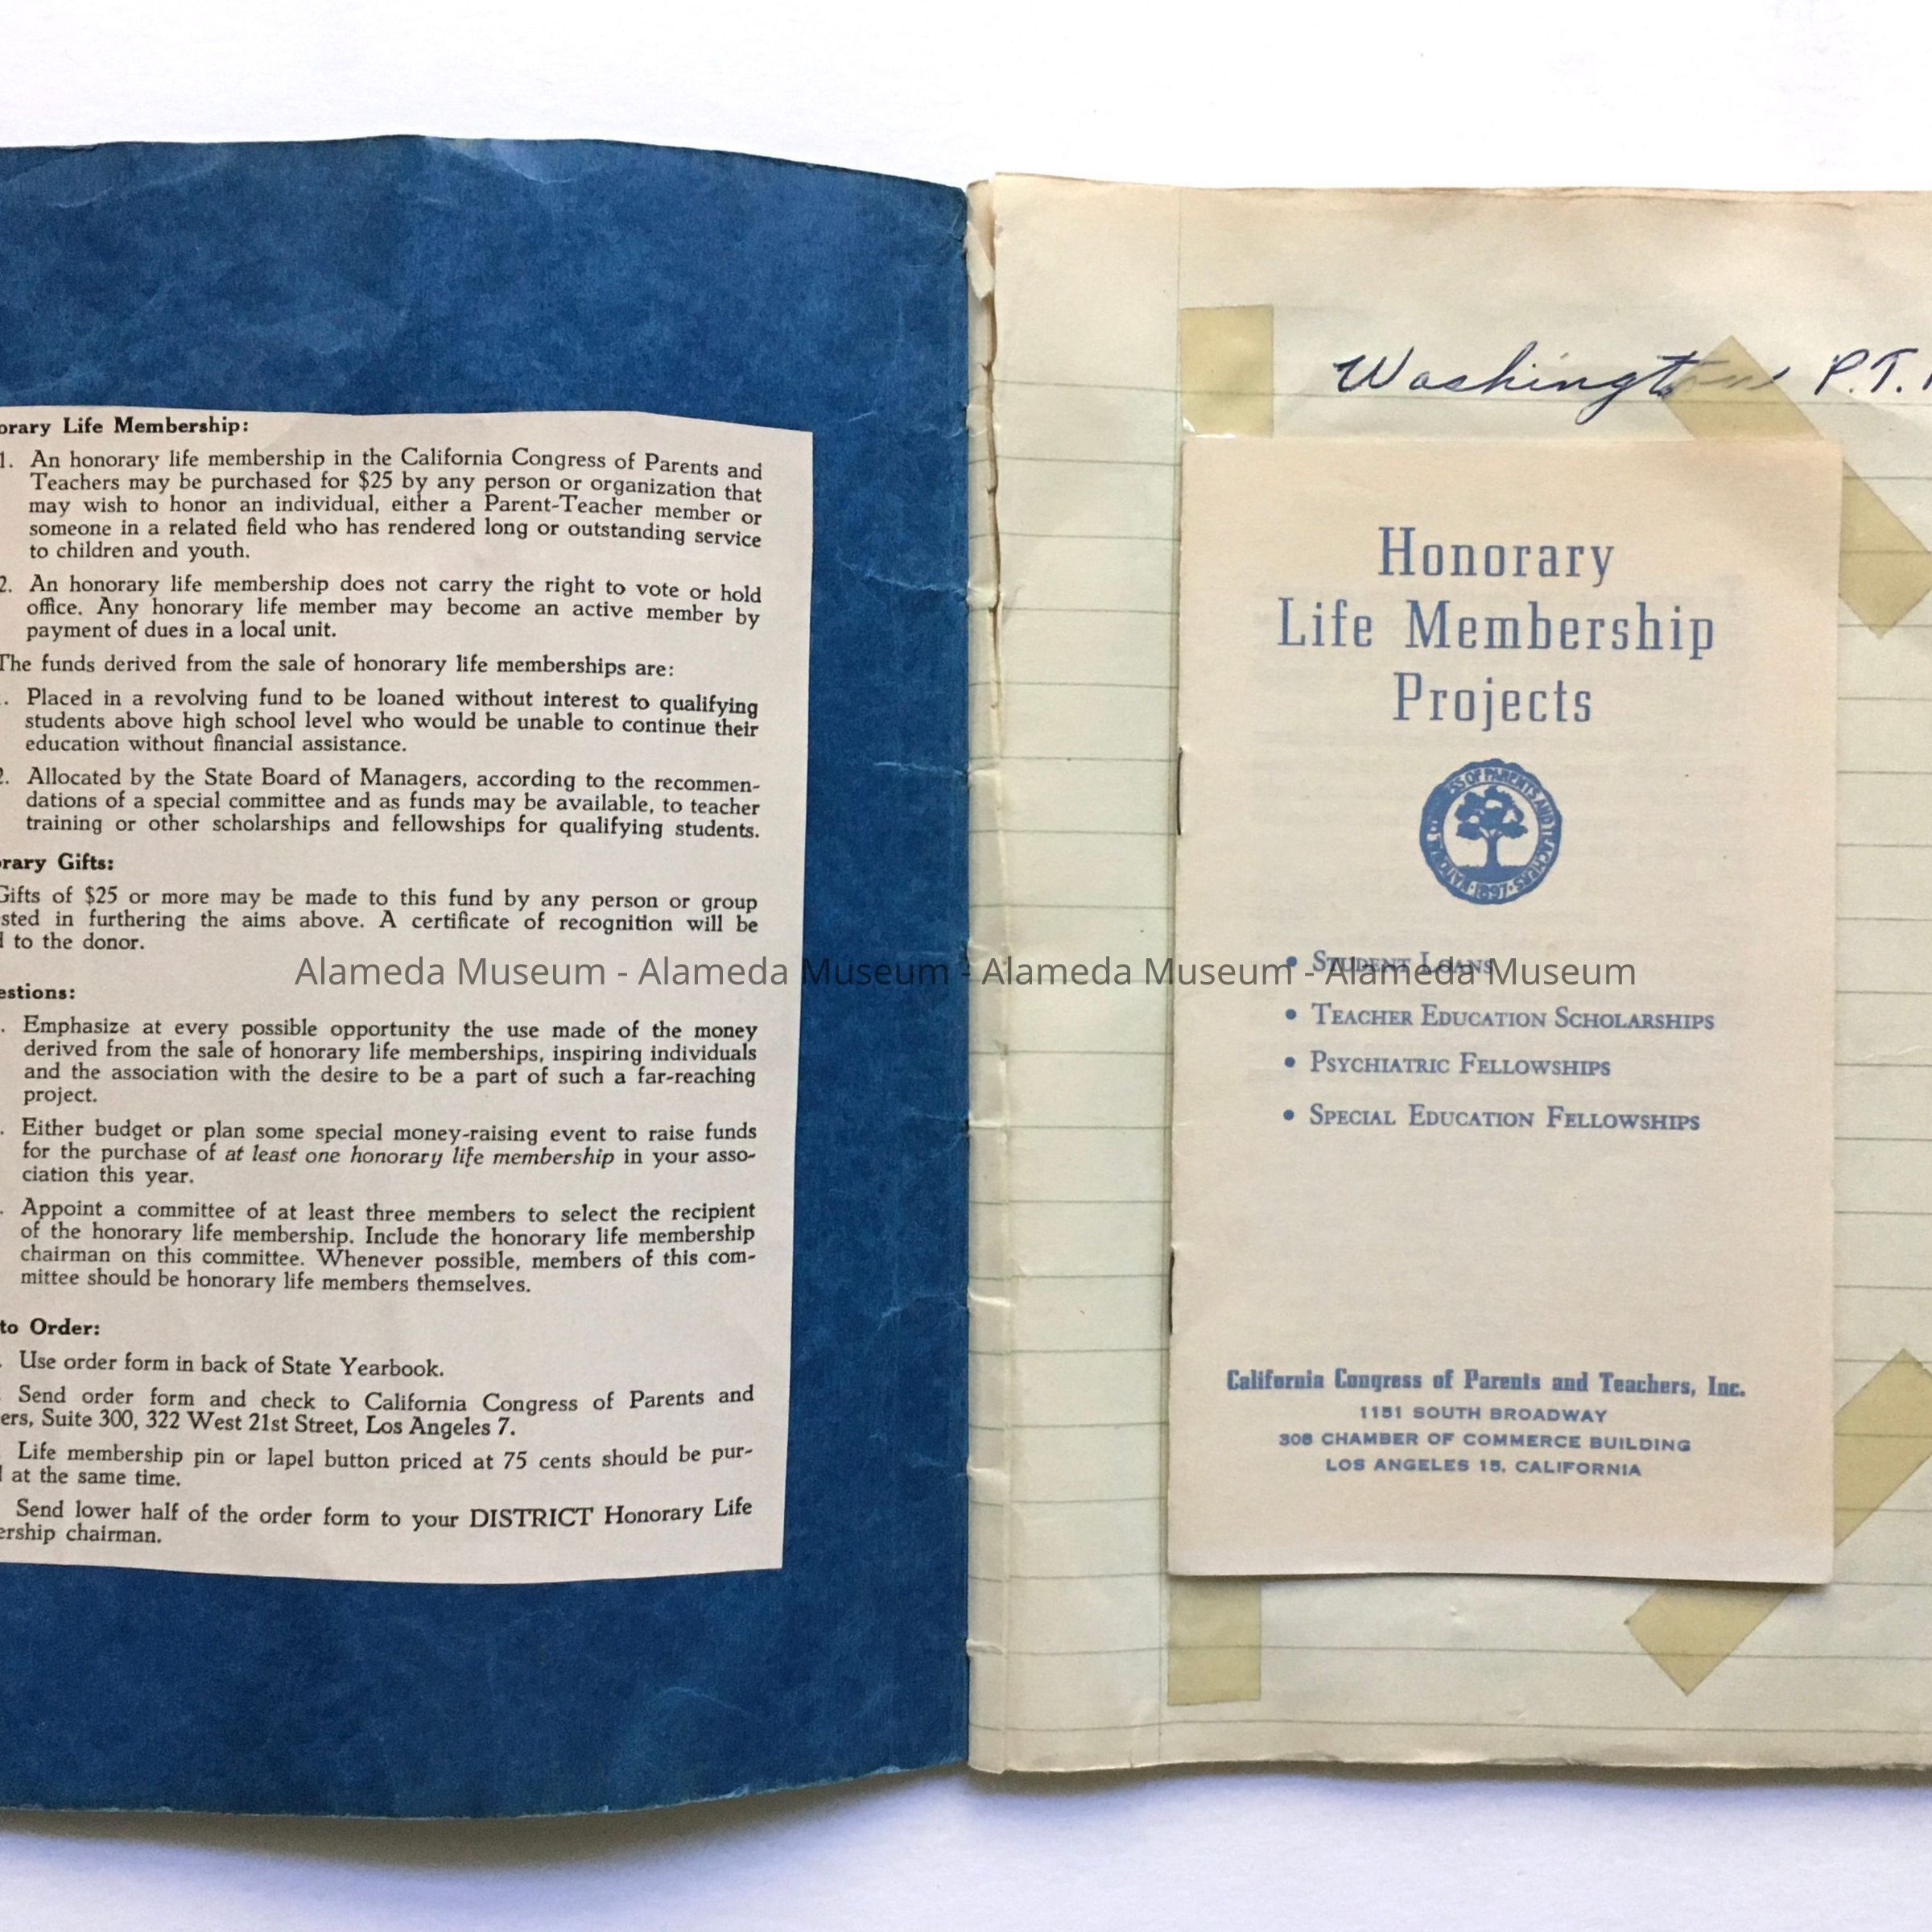 orary Life Membership:
1. An honorary life membership in the California Congress of Parents and
Teachers may be purchased for $25 by any person or organization that
may wish to honor an individual, either a Parent-Teacher member or
someone in a related field who has rendered long or outstanding service
to children and youth.
2. An honorary life membership does not carry the right to vote or hold
office. Any honorary life member may become an active member by
payment of dues in a local unit.
The funds derived from the sale of honorary life memberships are:
. Placed in a revolving fund to be loaned without interest to qualifying
students above high school level who would be unable to continue their
education without financial assistance.
2. Allocated by the State Board of Managers, according to the recommen-
dations of a special committee and as funds may be available, to teacher
training or other scholarships and fellowships for qualifying students.
orary Gifts:
Gifts of $25 or more may be made to this fund by any person or group
sted in furthering the aims above. A certificate of recognition will be
d to the donor.
estions:
. Emphasize at every possible opportunity the use made of the money
derived from the sale of honorary life memberships, inspiring individuals
and the association with the desire to be a part of such a far-reaching
project.
. Either budget or plan some special money-raising event to raise funds
for the purchase of at least one honorary life membership in your asso-
ciation this year.
. Appoint a committee of at least three members to select the recipient
of the honorary life membership. Include the honorary life membership
chairman on this committee. Whenever possible, members of this com-
mittee should be honorary life members themselves.
to Order:
. Use order form in back of State Yearbook.
Send order form and check to California Congress of Parents and
ers, Suite 300, 322 West 21st Street, Los Angeles 7.
Life membership pin or lapel button priced at 75 cents should be pur-
d at the same time.
Send lower half of the order form to your DISTRICT Honorary Life
ership chairman.
Washington P.T.A
Honorary
Life Membership
Projects
NATIONAL CONGRESS OF PARENTS AND TEACHERS · 1897 ·
• Student Loans
• Teacher Education Scholarships
• Psychiatric Fellowships
• Special Education Fellowships
California Congress of Parents and Teachers, Inc.
1151 SOUTH BROADWAY
308 CHAMBER OF COMMERCE BUILDING
LOS ANGELES 15, CALIFORNIA
Alameda Museum - Alameda Museum - Alameda Museum - Alameda Museum